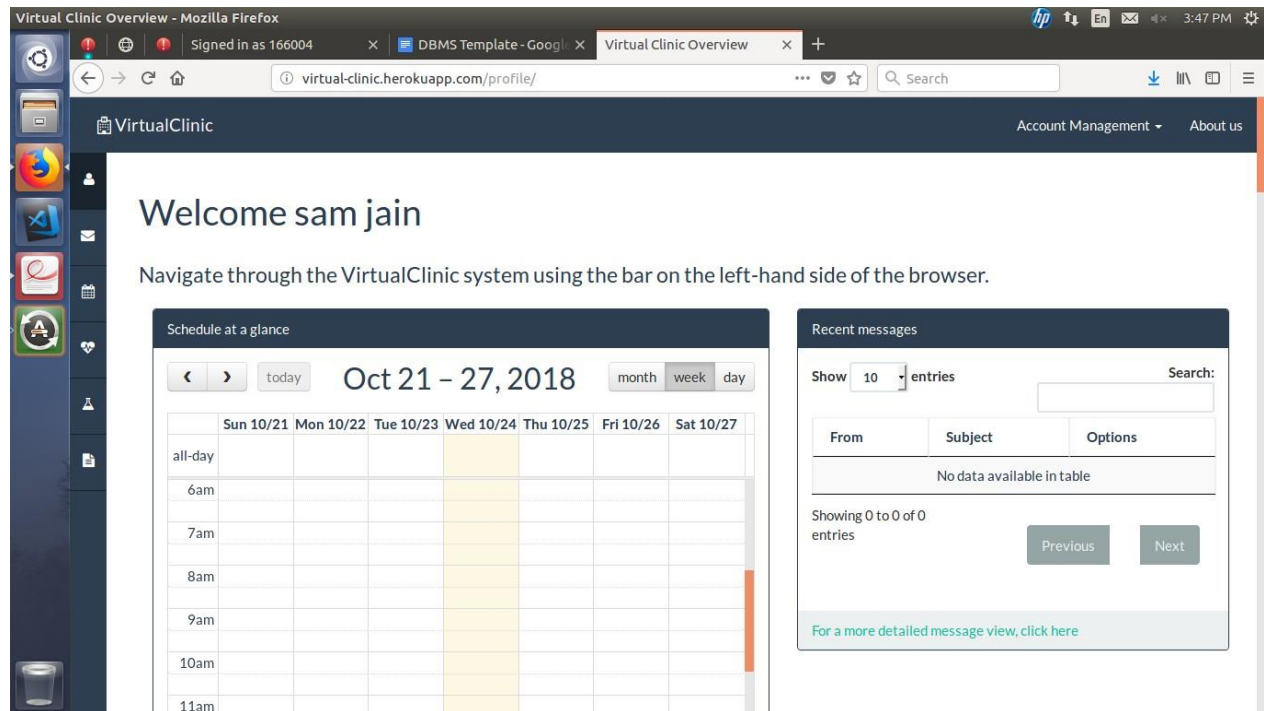 Virtual Clinic Overview - Mozilla Firefox
hp En 3:47 PM
Signed in as 166004 DBMS Template - Googl Virtual Clinic Overview
virtual-clinic.herokuapp.com/profile/ Search
VirtualClinic Account Management About us
Welcome sam jain
Navigate through the VirtualClinic system using the bar on the left-hand side of the browser.
Schedule at a glance
today Oct 21 – 27, 2018 month week day
Sun 10/21 Mon 10/22 Tue 10/23 Wed 10/24 Thu 10/25 Fri 10/26 Sat 10/27
all-day
6am
7am
8am
9am
10am
11am
Recent messages
Show 10 entries Search:
From Subject Options
No data available in table
Showing 0 to 0 of 0
entries
Previous Next
For a more detailed message view, click here